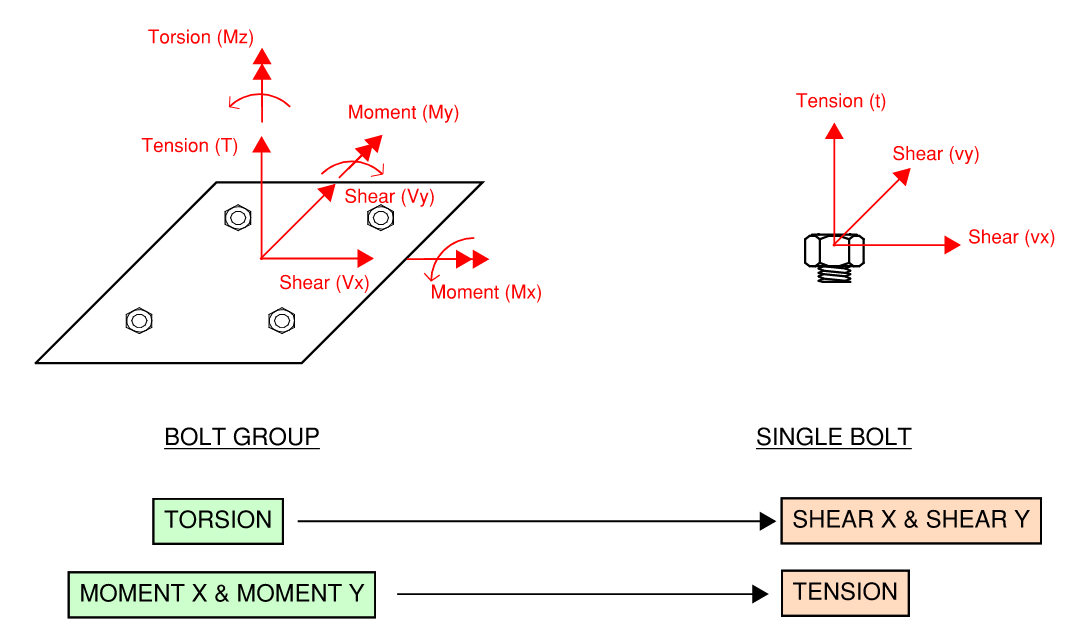 Torsion (Mz)
Moment (My)
Tension (T)
Shear (Vy)
Shear (Vx)
Moment (Mx)
Tension (t)
Shear (vy)
Shear (vx)
BOLT GROUP
SINGLE BOLT
TORSION
SHEAR X & SHEAR Y
MOMENT X & MOMENT Y
TENSION